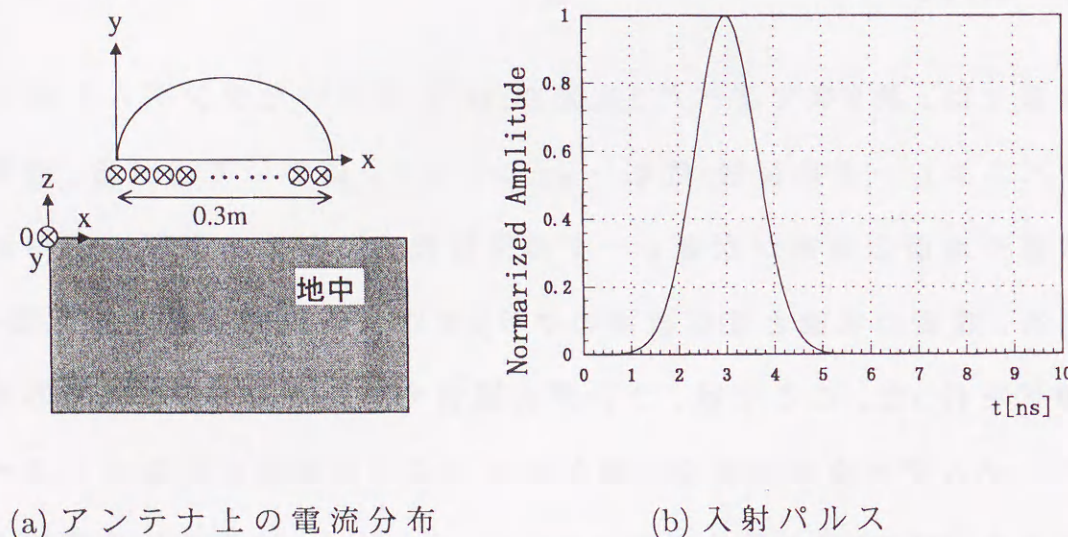 y
x
0.3m
z
x
0
y
地中
(a) アンテナ上の電流分布
Normarized Amplitude
1
0.8
0.6
0.4
0.2
0
0 1 2 3 4 5 6 7 8 9 10
t[ns]
(b) 入射パルス